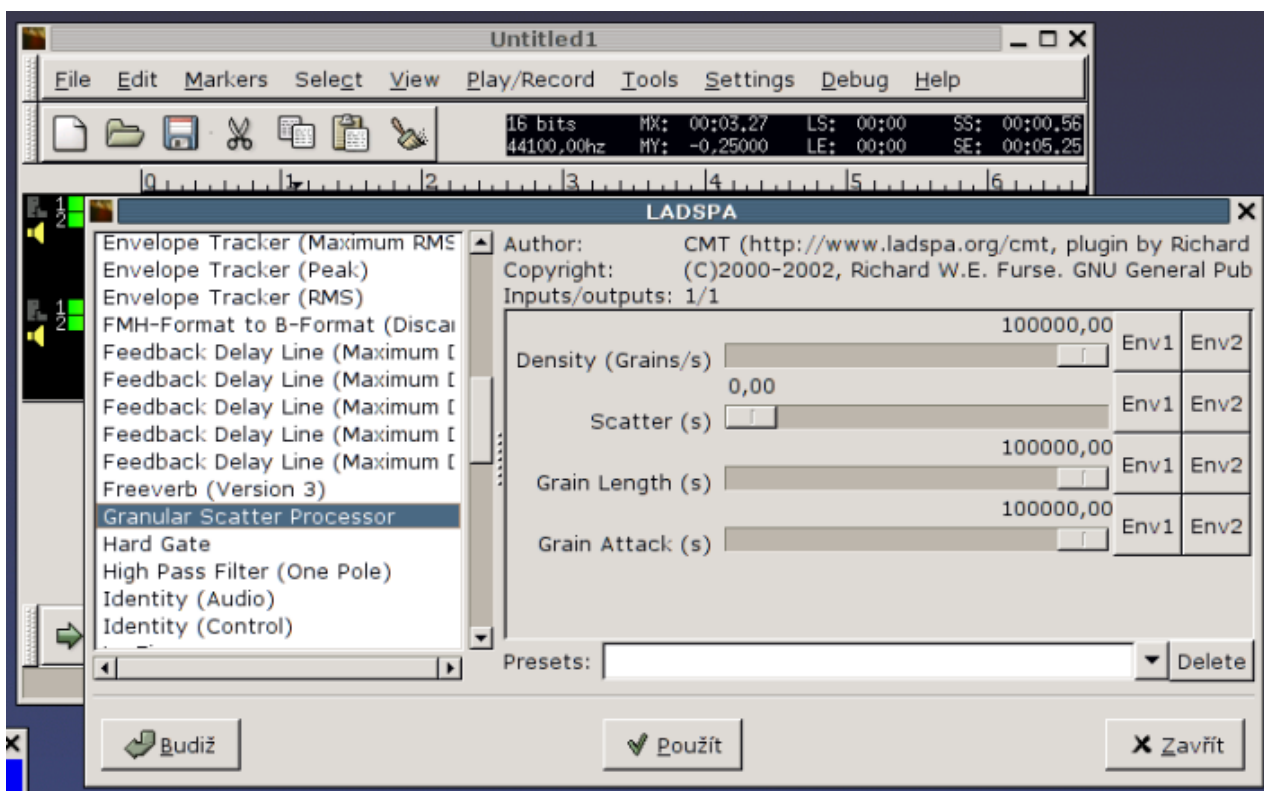 Untitled1
File Edit Markers Select View Play/Record Tools Settings Debug Help
16 bits MX: 00:03.27 LS: 00:00 SS: 00:00.56
44100,00hz MY: -0,25000 LE: 00:00 SE: 00:05.25
0 1 2 3 4 5 6
1
2
1
2
LADSPA
Envelope Tracker (Maximum RMS
Envelope Tracker (Peak)
Envelope Tracker (RMS)
FMH-Format to B-Format (Discar
Feedback Delay Line (Maximum D
Feedback Delay Line (Maximum D
Feedback Delay Line (Maximum D
Feedback Delay Line (Maximum D
Feedback Delay Line (Maximum D
Freeverb (Version 3)
Granular Scatter Processor
Hard Gate
High Pass Filter (One Pole)
Identity (Audio)
Identity (Control)
Author: CMT (http://www.ladspa.org/cmt, plugin by Richard
Copyright: (C)2000-2002, Richard W.E. Furse. GNU General Pub
Inputs/outputs: 1/1
100000,00
Density (Grains/s) Env1 Env2
0,00
Scatter (s) Env1 Env2
100000,00
Grain Length (s) Env1 Env2
100000,00
Grain Attack (s) Env1 Env2
Presets: Delete
Budiž Použít Zavřít